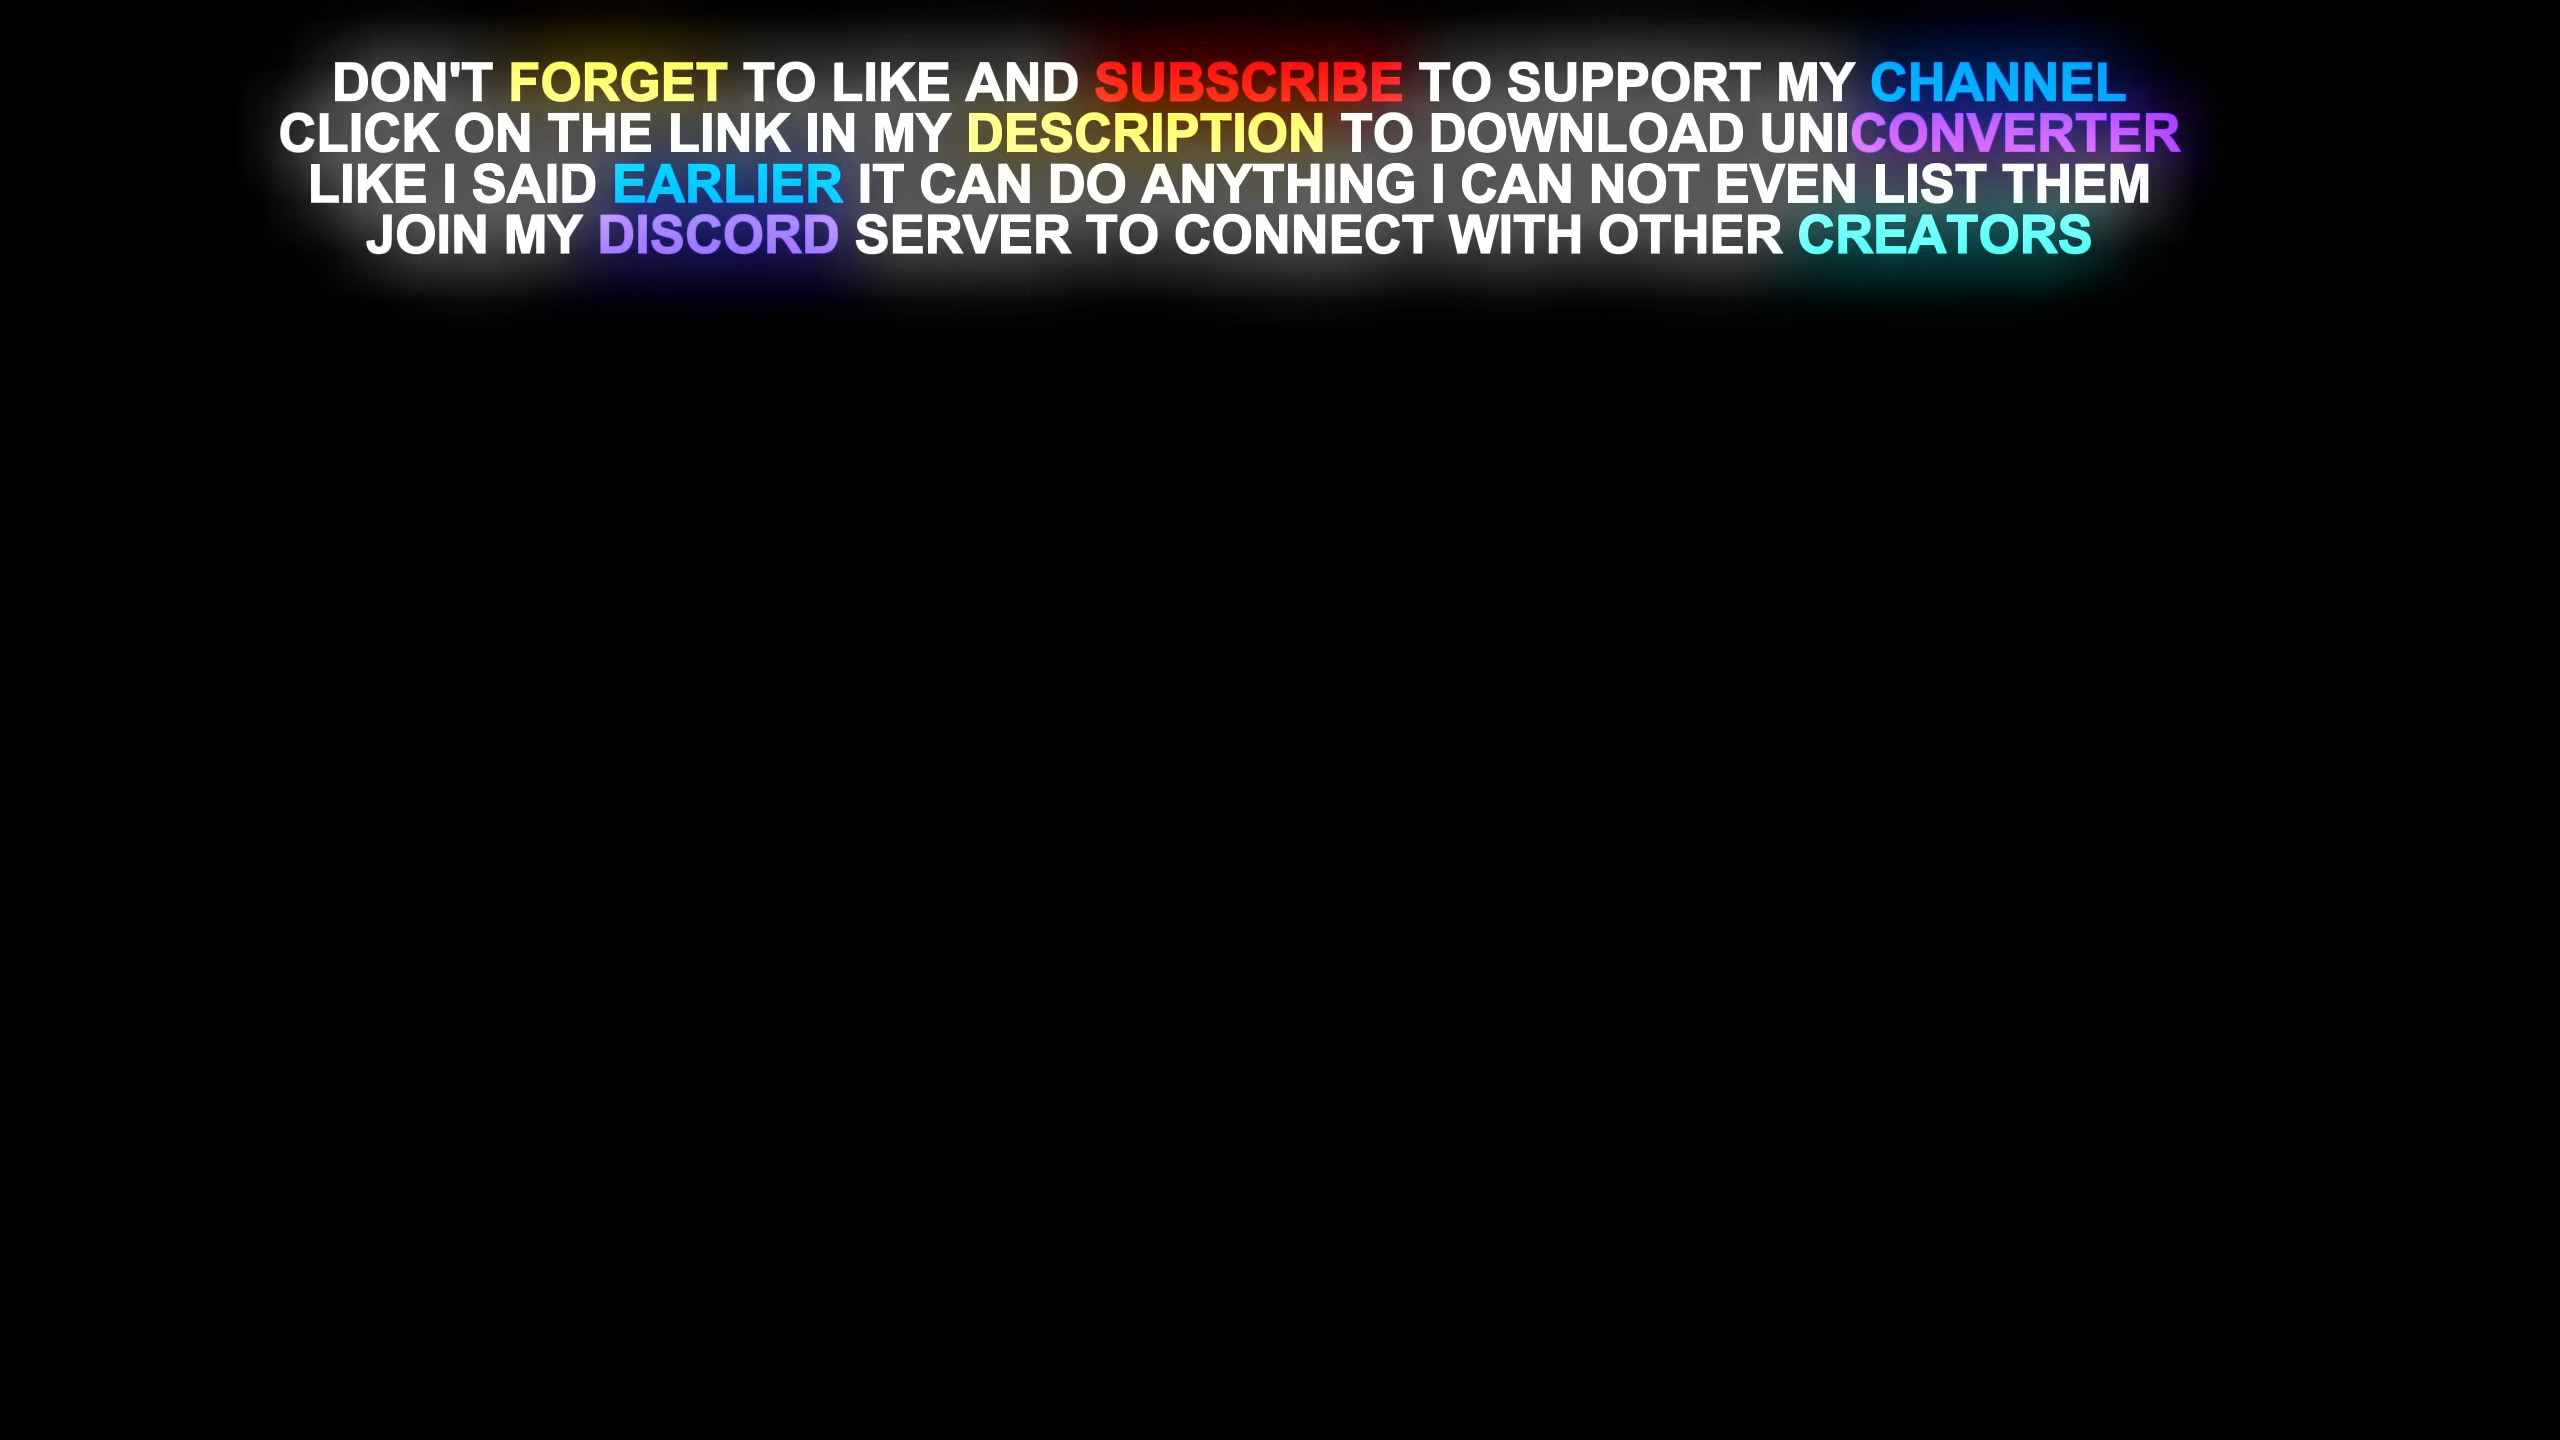 DON'T FORGET TO LIKE AND SUBSCRIBE TO SUPPORT MY CHANNEL
CLICK ON THE LINK IN MY DESCRIPTION TO DOWNLOAD UNICONVERTER
LIKE I SAID EARLIER IT CAN DO ANYTHING I CAN NOT EVEN LIST THEM
JOIN MY DISCORD SERVER TO CONNECT WITH OTHER CREATORS